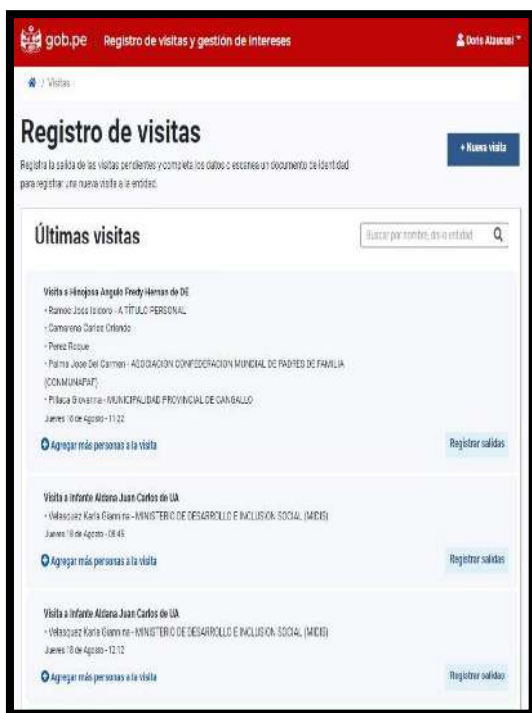 gob.pe Registro de visitas y gestión de intereses
Doris Alaucusi
/ Visitas
Registro de visitas
+ Nueva visita
Registra la salida de las visitas pendientes y completa los datos o escanea un documento de identidad
para registrar una nueva visita a la entidad.
Últimas visitas
Buscar por nombre, dni o entidad
Visita a Hinojosa Angulo Fredy Hernan de DE
- Ramos Jose Isidoro - A TÍTULO PERSONAL
- Camarena Carlos Orlando
- Perez Roque
- Palma Jose Del Carmen - ASOCIACION CONFEDERACION MUNDIAL DE PADRES DE FAMILIA
(CONMUNAPAF)
- Pillaca Giovanna - MUNICIPALIDAD PROVINCIAL DE CANGALLO
Jueves 18 de Agosto - 11:22
Agregar más personas a la visita
Registrar salidas
Visita a Infante Aldana Juan Carlos de UA
- Velasquez Karla Giannina - MINISTERIO DE DESARROLLO E INCLUSION SOCIAL (MIDIS)
Jueves 18 de Agosto - 08:45
Agregar más personas a la visita
Registrar salidas
Visita a Infante Aldana Juan Carlos de UA
- Velasquez Karla Giannina - MINISTERIO DE DESARROLLO E INCLUSION SOCIAL (MIDIS)
Jueves 18 de Agosto - 12:12
Agregar más personas a la visita
Registrar salidas